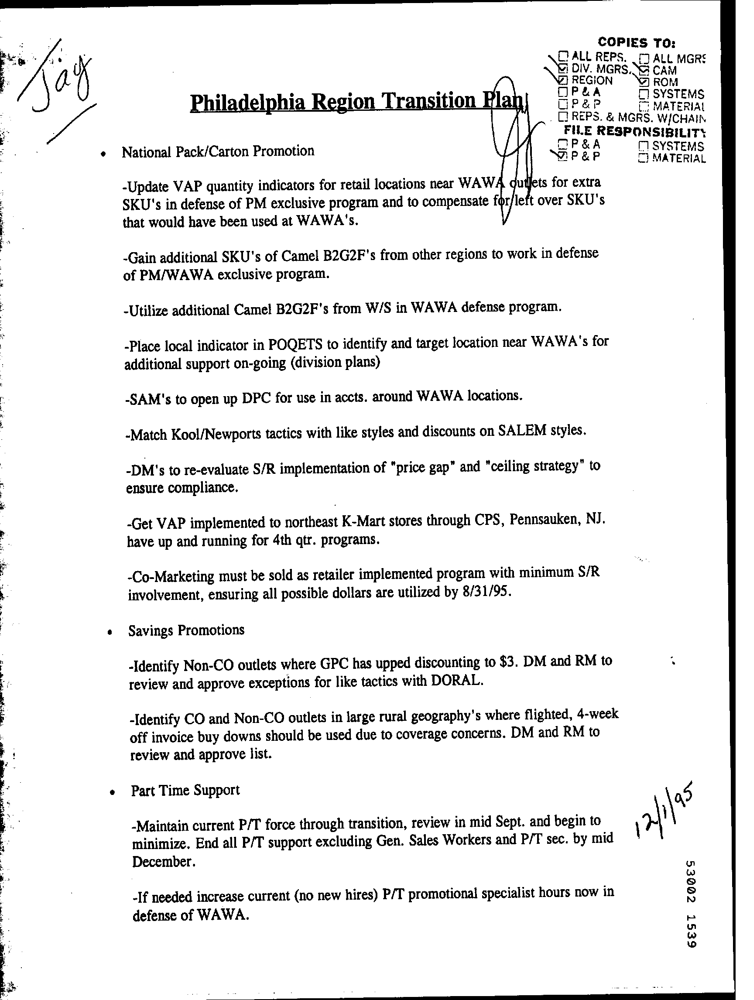 Jay
COPIES TO:
☐ ALL REPS. ☐ ALL MGRS
☑ DIV. MGRS. ☑ CAM
☑ REGION ☑ ROM
☐ P & A ☐ SYSTEMS
☐ P & P ☐ MATERIAL
☐ REPS. & MGRS. W/CHAIN
FILE RESPONSIBILITY
☐ P & A ☐ SYSTEMS
☑ P & P ☐ MATERIAL
Philadelphia Region Transition Plan
• National Pack/Carton Promotion
-Update VAP quantity indicators for retail locations near WAWA outlets for extra
SKU's in defense of PM exclusive program and to compensate for left over SKU's
that would have been used at WAWA's.
-Gain additional SKU's of Camel B2G2F's from other regions to work in defense
of PM/WAWA exclusive program.
-Utilize additional Camel B2G2F's from W/S in WAWA defense program.
-Place local indicator in POQETS to identify and target location near WAWA's for
additional support on-going (division plans)
-SAM's to open up DPC for use in accts. around WAWA locations.
-Match Kool/Newports tactics with like styles and discounts on SALEM styles.
-DM's to re-evaluate S/R implementation of "price gap" and "ceiling strategy" to
ensure compliance.
-Get VAP implemented to northeast K-Mart stores through CPS, Pennsauken, NJ.
have up and running for 4th qtr. programs.
-Co-Marketing must be sold as retailer implemented program with minimum S/R
involvement, ensuring all possible dollars are utilized by 8/31/95.
• Savings Promotions
-Identify Non-CO outlets where GPC has upped discounting to $3. DM and RM to
review and approve exceptions for like tactics with DORAL.
-Identify CO and Non-CO outlets in large rural geography's where flighted, 4-week
off invoice buy downs should be used due to coverage concerns. DM and RM to
review and approve list.
• Part Time Support
-Maintain current P/T force through transition, review in mid Sept. and begin to
minimize. End all P/T support excluding Gen. Sales Workers and P/T sec. by mid
December.
-If needed increase current (no new hires) P/T promotional specialist hours now in
defense of WAWA.
12/1/95
53002 1539